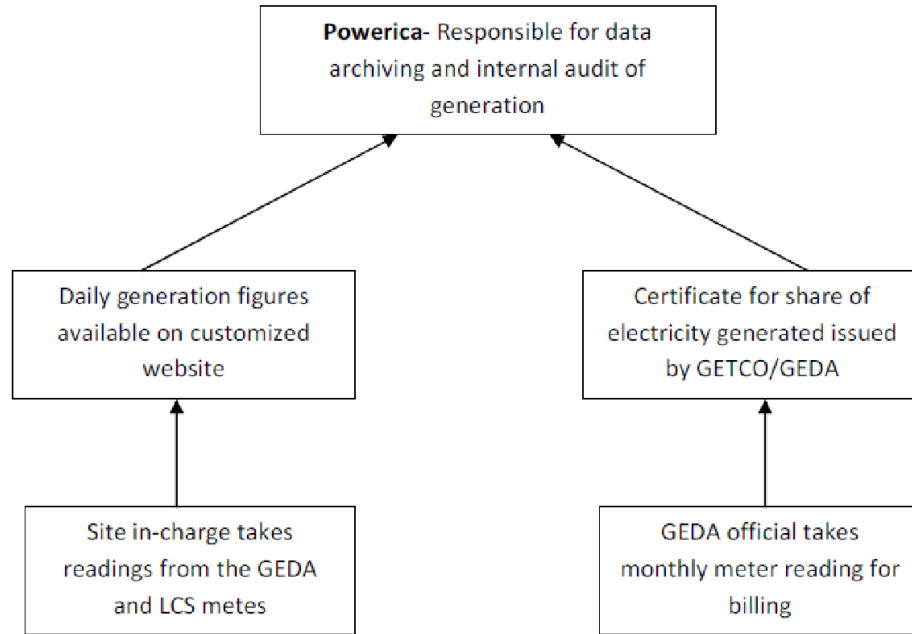 Powerica- Responsible for data
archiving and internal audit of
generation
Daily generation figures
available on customized
website
Certificate for share of
electricity generated issued
by GETCO/GEDA
Site in-charge takes
readings from the GEDA
and LCS metes
GEDA official takes
monthly meter reading for
billing